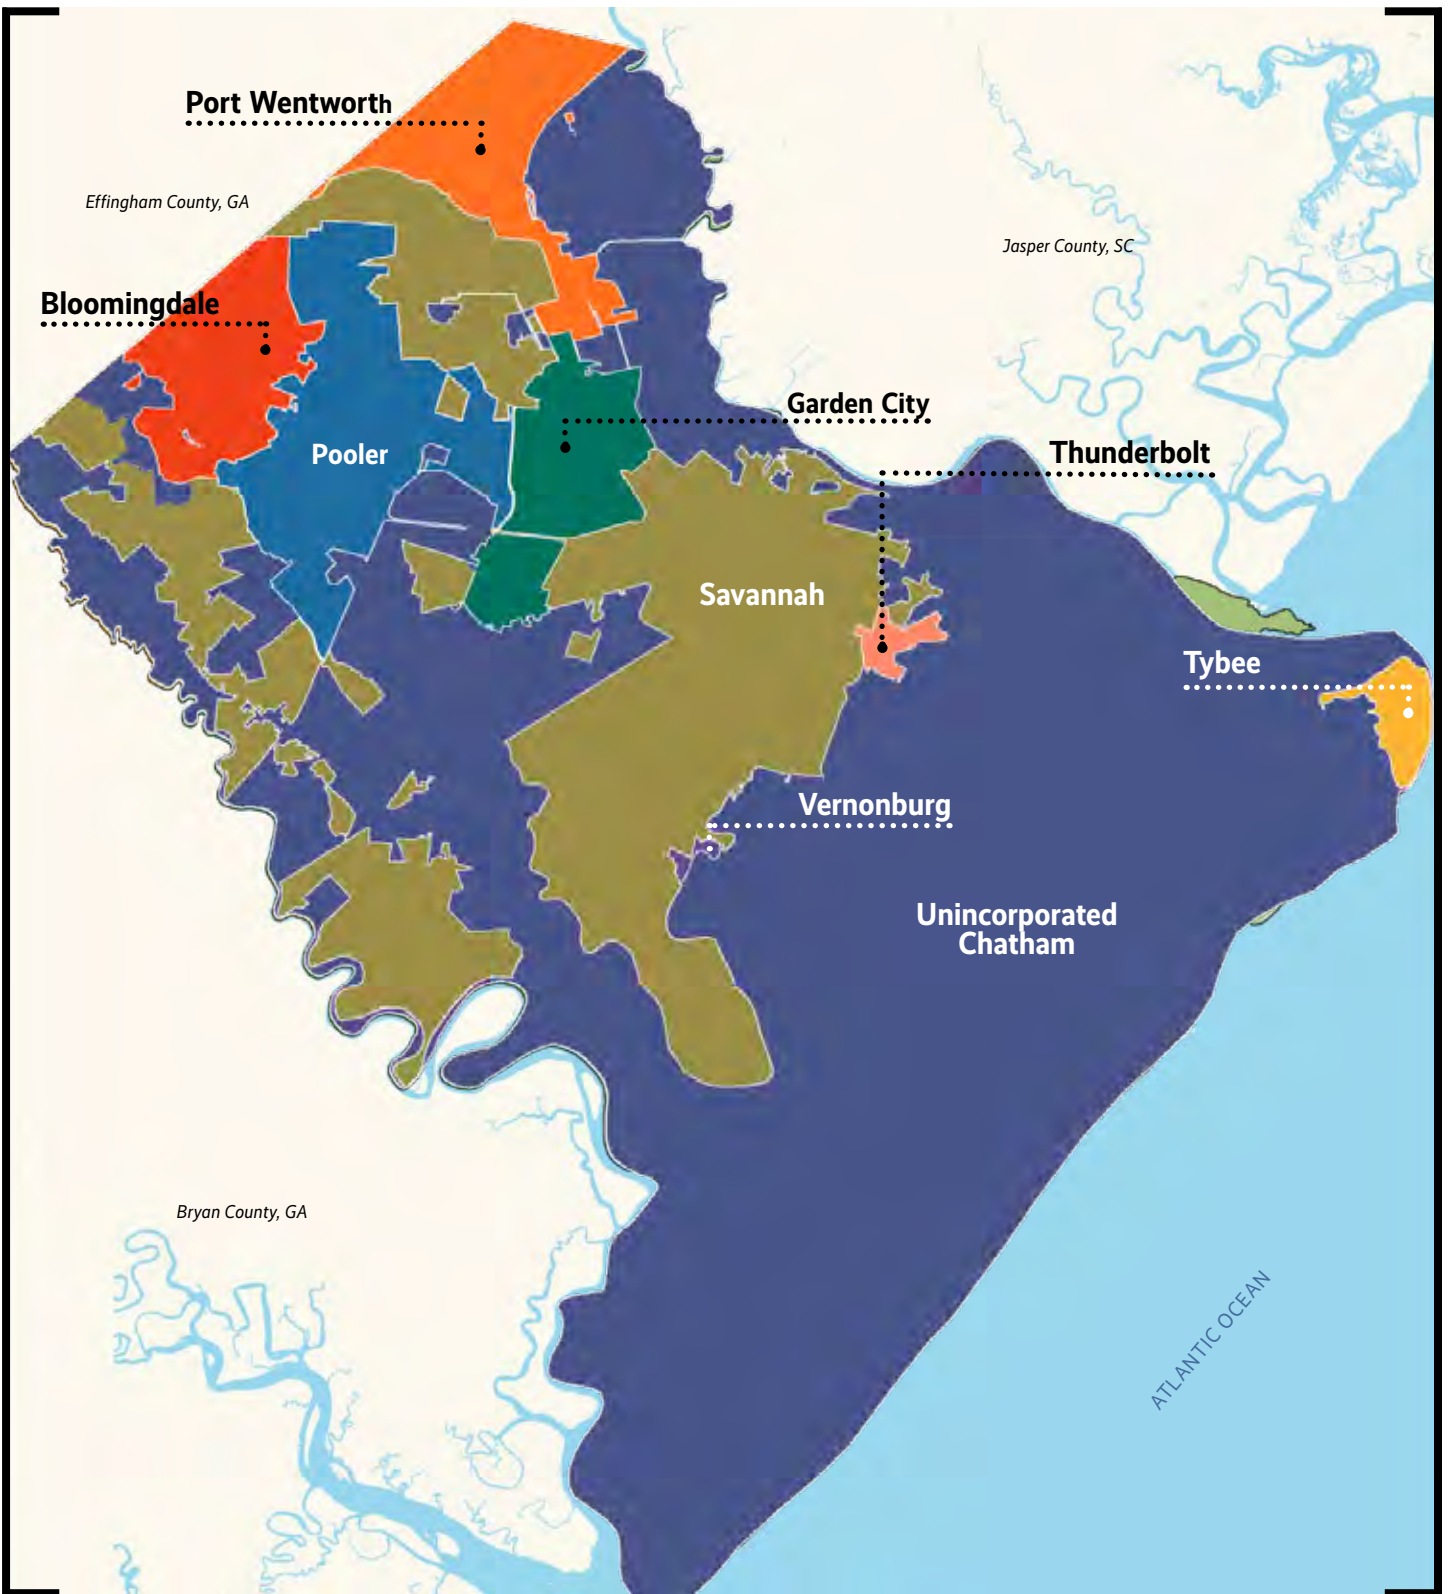 Port Wentworth
Effingham County, GA
Jasper County, SC
Bloomingdale
Garden City
Thunderbolt
Pooler
Savannah
Tybee
Vernonburg
Unincorporated
Chatham
Bryan County, GA
ATLANTIC OCEAN